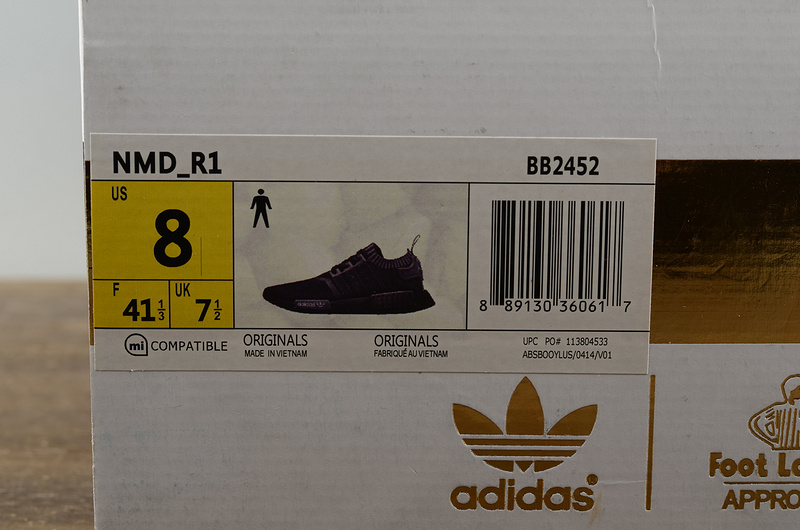 NMD_R1
BB2452
US
8
F
41 1/3
UK
7 1/2
8 89130 36061 7
mi COMPATIBLE
ORIGINALS
MADE IN VIETNAM
ORIGINALS
FABRIQUÉ AU VIETNAM
UPC PO# 113804533
ABSBOOYLUS/0414/V01
adidas®
Foot Lo
APPRO